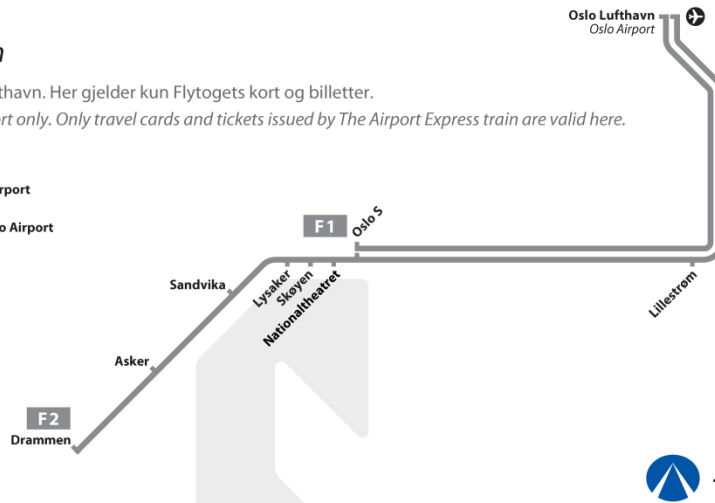 Oslo Lufthavn
Oslo Airport
n
thavn. Her gjelder kun Flytogets kort og billetter.
rt only. Only travel cards and tickets issued by The Airport Express train are valid here.
rport
o Airport
F1
Oslo S
Sandvika
Lysaker
Skøyen
Nationaltheatret
Lillestrøm
Asker
F2
Drammen